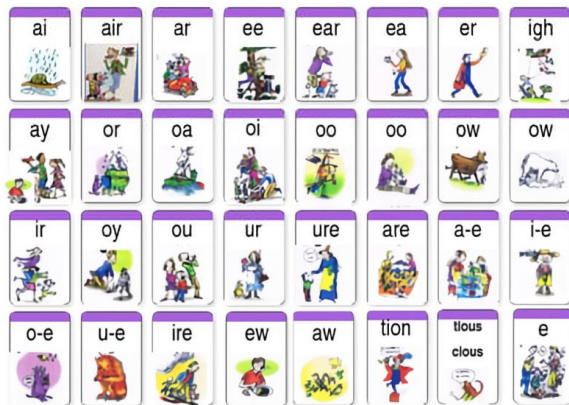 ai air ar ee ear ea er igh
ay or oa oi oo oo ow ow
ir oy ou ur ure are a-e i-e
o-e u-e ire ew aw tion tious e
cious